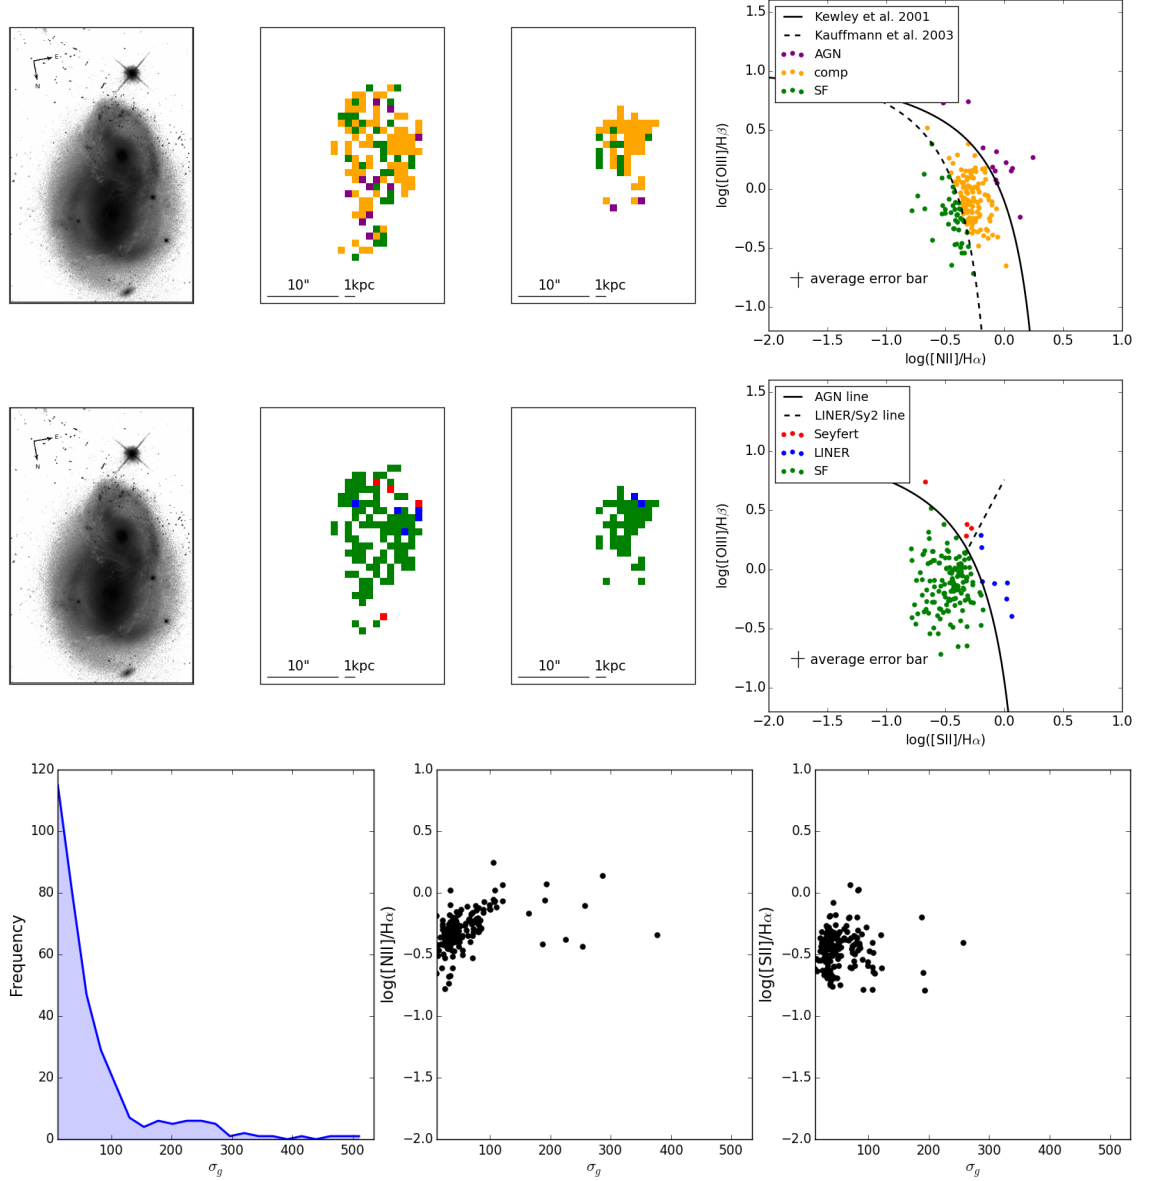 E
N
10" 1kpc
10" 1kpc
Kewley et al. 2001
Kauffmann et al. 2003
AGN
comp
SF
average error bar
1.5
1.0
0.5
0.0
−0.5
−1.0
−2.0 −1.5 −1.0 −0.5 0.0 0.5 1.0
log([OIII]/Hβ)
log([NII]/Hα)
E
N
10" 1kpc
10" 1kpc
AGN line
LINER/Sy2 line
Seyfert
LINER
SF
average error bar
1.5
1.0
0.5
0.0
−0.5
−1.0
−2.0 −1.5 −1.0 −0.5 0.0 0.5 1.0
log([OIII]/Hβ)
log([SII]/Hα)
120
100
80
60
40
20
0
100 200 300 400 500
Frequency
σg
1.0
0.5
0.0
−0.5
−1.0
−1.5
−2.0
100 200 300 400 500
log([NII]/Hα)
σg
1.0
0.5
0.0
−0.5
−1.0
−1.5
−2.0
100 200 300 400 500
log([SII]/Hα)
σg